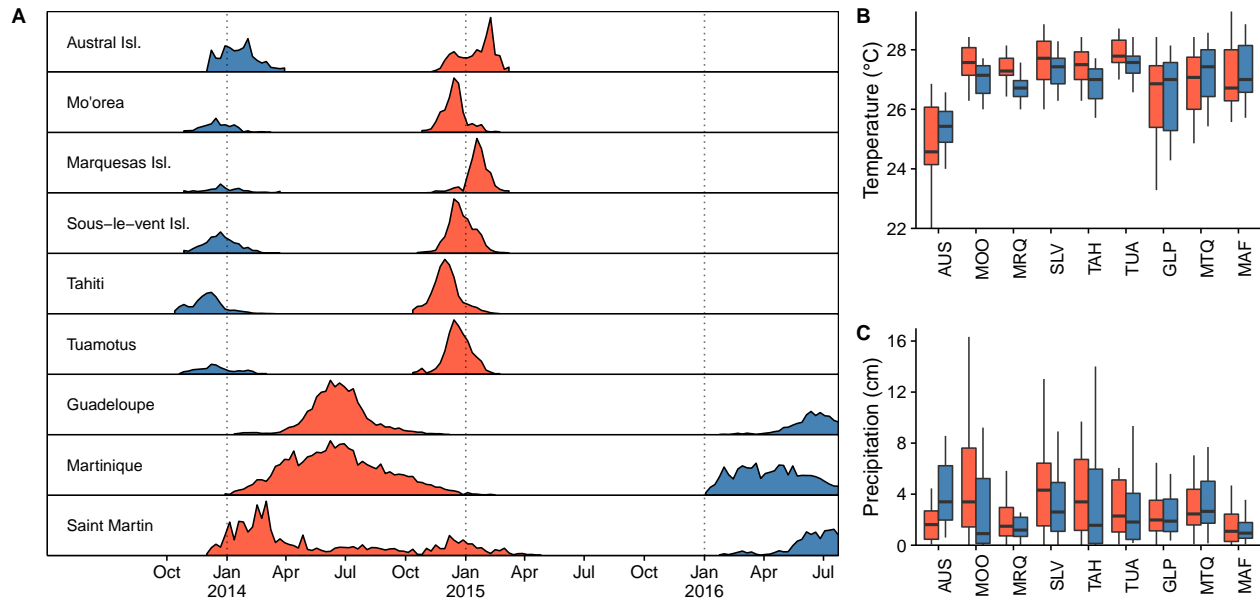 A
Austral Isl.
Mo'orea
Marquesas Isl.
Sous−le−vent Isl.
Tahiti
Tuamotus
Guadeloupe
Martinique
Saint Martin
Oct Jan Apr Jul Oct Jan Apr Jul Oct Jan Apr Jul
2014 2015 2016
B
Temperature (°C)
28
26
24
22
AUS MOO MRQ SLV TAH TUA GLP MTQ MAF
C
Precipitation (cm)
16
12
8
4
0
AUS MOO MRQ SLV TAH TUA GLP MTQ MAF